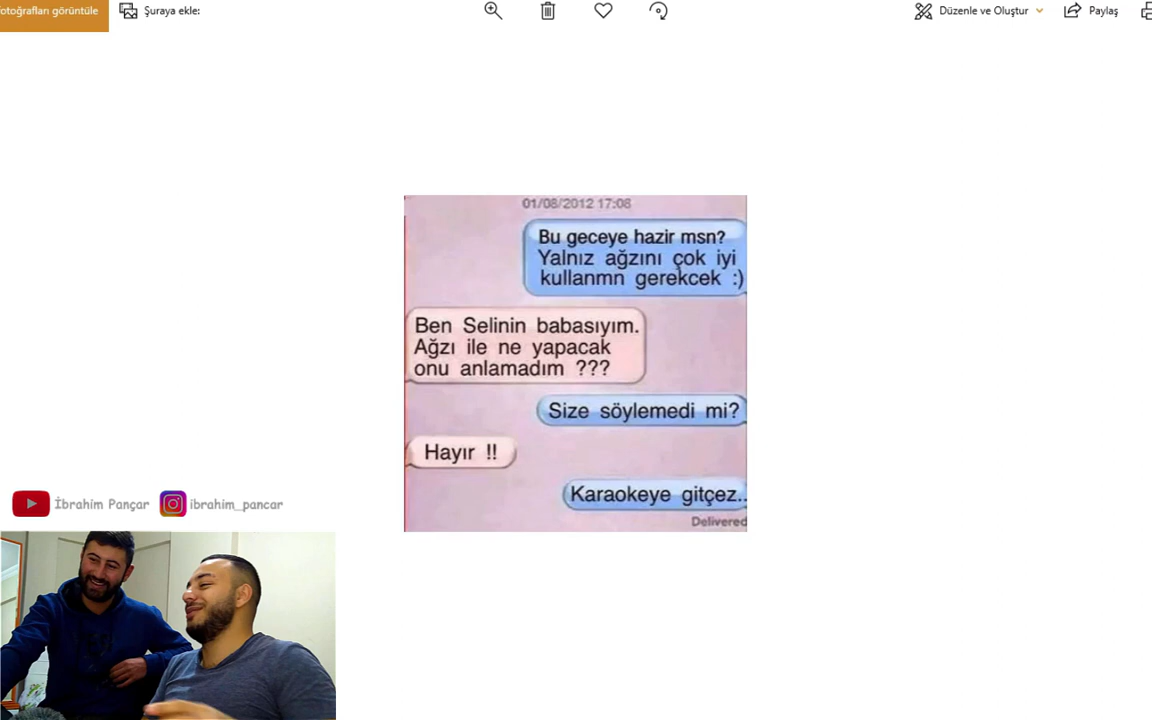 fotoğrafları görüntüle
Şuraya ekle:
Düzenle ve Oluştur
Paylaş
01/08/2012 17:08
Bu geceye hazir msn?
Yalnız ağzını çok iyi
kullanmn gerekcek :)
Ben Selinin babasıyım.
Ağzı ile ne yapacak
onu anlamadım ???
Size söylemedi mi?
Hayır !!
Karaokeye gitçez..
Delivered
İbrahim Pançar
ibrahim_pancar